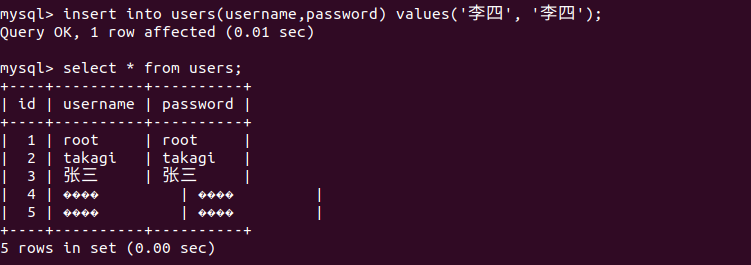 mysql> insert into users(username,password) values('李四', '李四');
Query OK, 1 row affected (0.01 sec)
mysql> select * from users;
+----+----------+----------+
| id | username | password |
+----+----------+----------+
|  1 | root     | root     |
|  2 | takagi   | takagi   |
|  3 | 张三     | 张三     |
|  4 | ����         | ����         |
|  5 | ����         | ����         |
+----+----------+----------+
5 rows in set (0.00 sec)